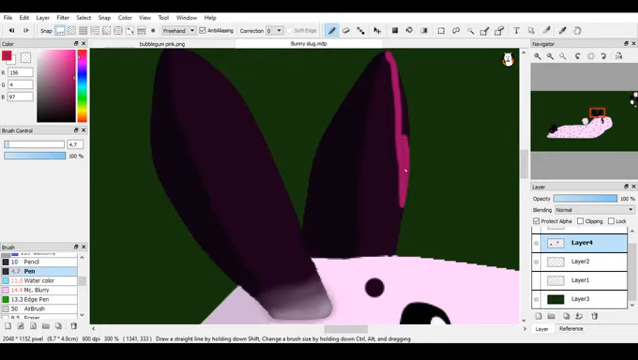 File Edit Layer Filter Select Snap Color View Tool Window Help
Snap Freehand AntiAliasing Correction 0 Soft Edge
bubblegum pink.png Bunny slug.mdp
Color
R 156
G 4
B 97
Brush Control
4.7
100 %
Brush
10 Pencil
4.7 Pen
11.0 Water color
14.4 Mc. Blurry
13.3 Edge Pen
50 AirBrush
Eraser
Navigator
Layer
Opacity 100 %
Blending Normal
Protect Alpha Clipping Lock
Layer4
Layer2
Layer1
Layer3
Layer Reference
2048 * 1152 pixel (8.7 * 4.9cm) 600 dpi 300 % ( 1341, 333 ) Draw a straight line by holding down Shift, Change a brush size by holding down Ctrl, Alt, and dragging